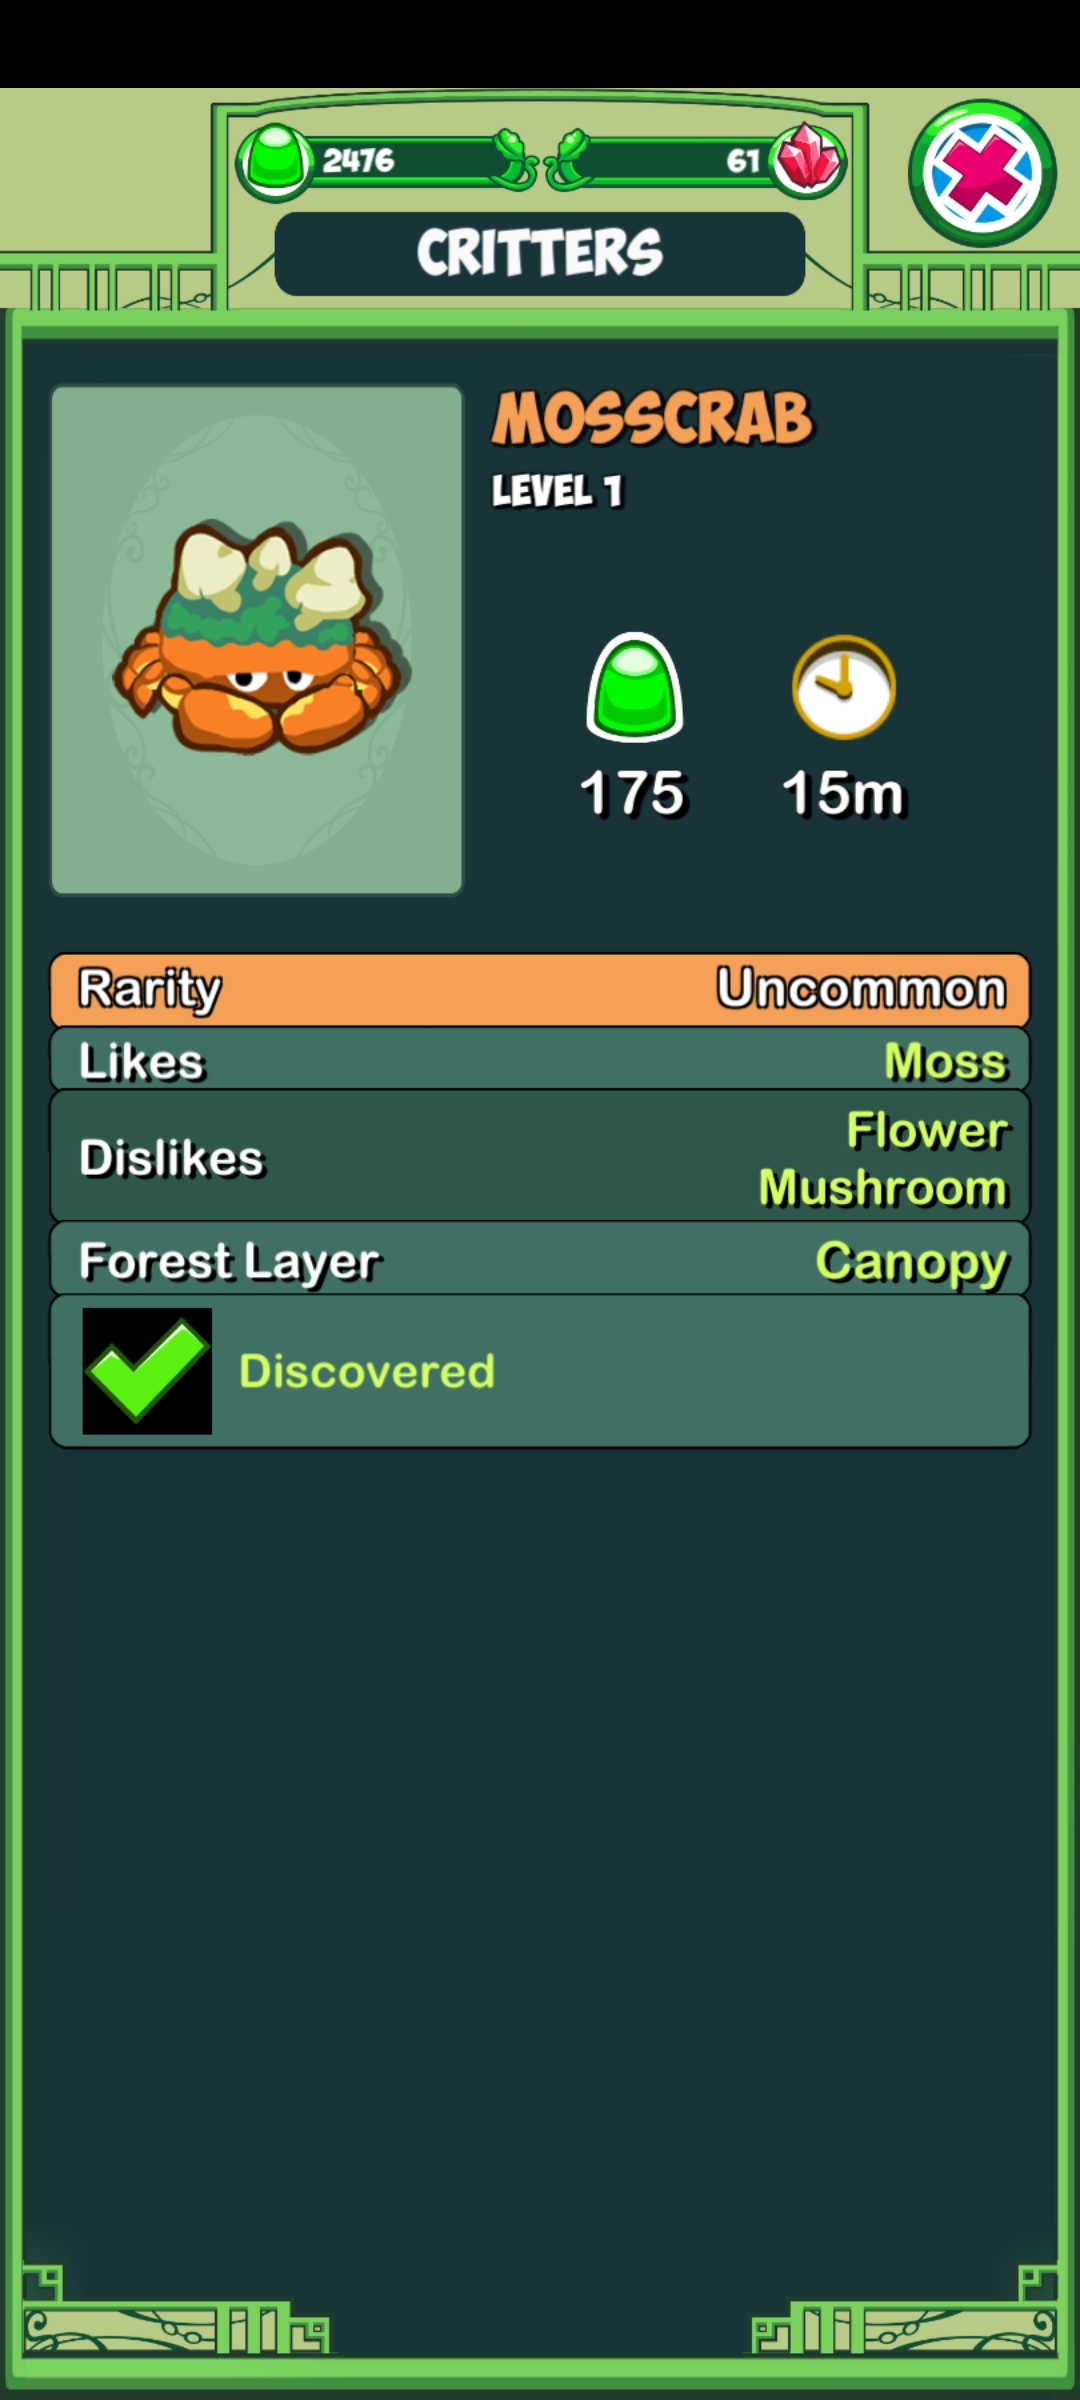 2476
61
CRITTERS
MOSSCRAB
LEVEL 1
175
15m
Rarity Uncommon
Likes Moss
Dislikes Flower
Mushroom
Forest Layer Canopy
Discovered